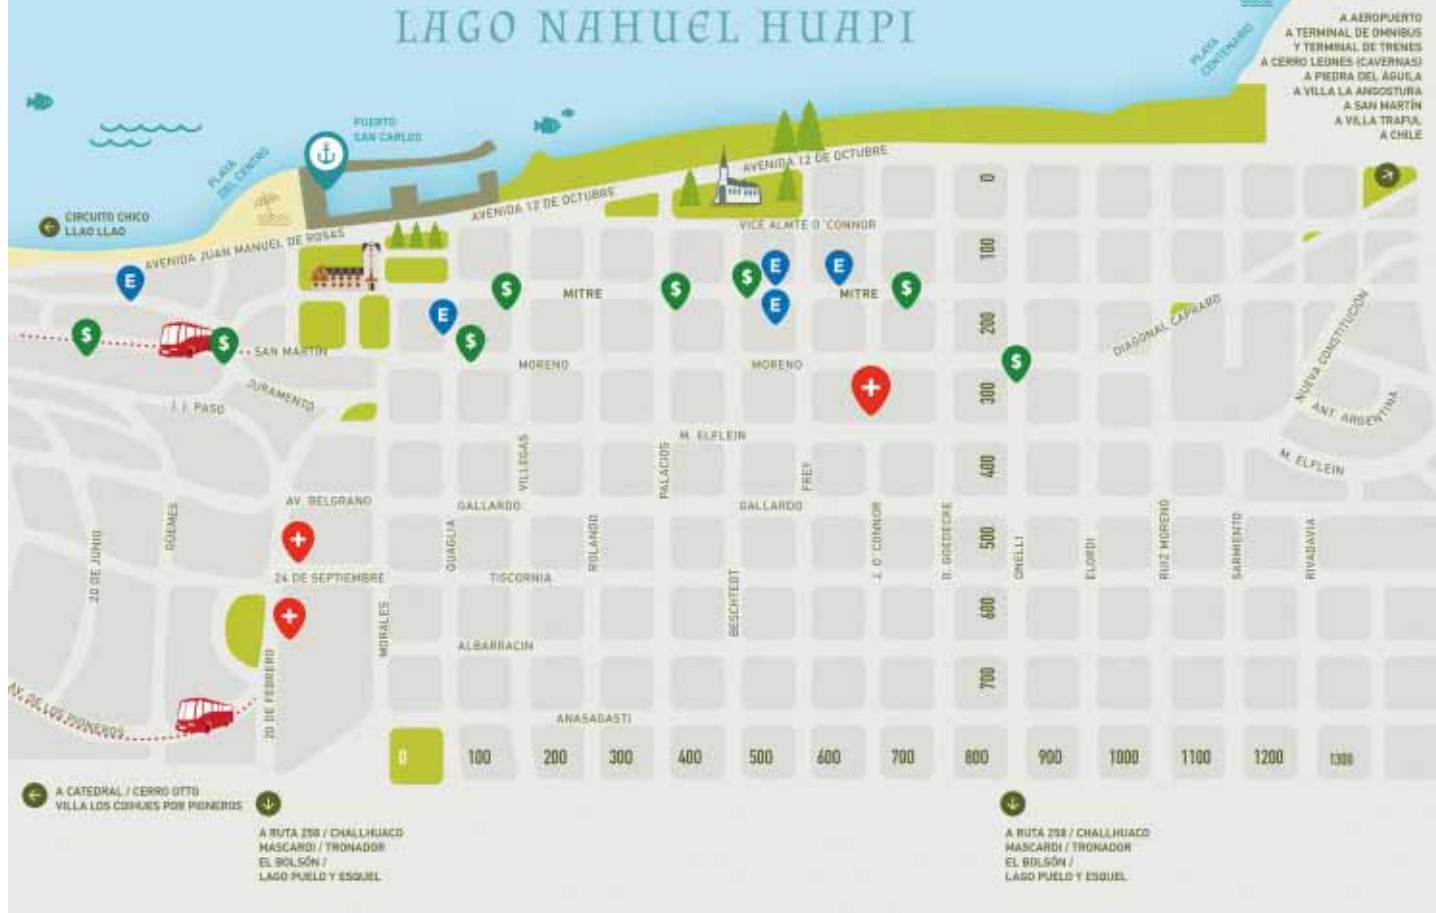 LAGO NAHUEL HUAPI
A AEROPUERTO
A TERMINAL DE OMNIBUS
Y TERMINAL DE TRENES
A CERRO LEONES (CAVERNAS)
A PIEDRA DEL ÁGUILA
A VILLA LA ANGOSTURA
A SAN MARTÍN
A VILLA TRAFUL
A CHILE
PLAYA
CENTENARIO
PUERTO
SAN CARLOS
PLAYA
DEL CENTRO
CIRCUITO CHICO
LLAO LLAO
AVENIDA JUAN MANUEL DE ROSAS
AVENIDA 12 DE OCTUBRE
AVENIDA 12 DE OCTUBRE
VICE ALMTE O´CONNOR
0
100
200
300
400
500
600
700
E
E
E
E
E
$
$
$
$
$
$
$
$
MITRE
MITRE
SAN MARTÍN
MORENO
MORENO
DIAGONAL CAPRARO
NUEVA CONSTITUCION
ANT. ARGENTINA
M. ELFLEIN
JURAMENTO
J. J. PASO
M. ELFLEIN
VILLEGAS
PALACIOS
FREY
AV. BELGRANO
GALLARDO
GALLARDO
20 DE JUNIO
GÜEMES
QUAGLIA
ROLANDO
BESCHTEDT
J. O´CONNOR
D. GOEDECKE
ONELLI
ELORDI
RUIZ MORENO
SARMIENTO
RIVADAVIA
24 DE SEPTIEMBRE
TISCORNIA
MORALES
ALBARRACIN
20 DE FEBRERO
AV. DE LOS PIONEROS
ANASAGASTI
0
100
200
300
400
500
600
700
800
900
1000
1100
1200
1300
A CATEDRAL / CERRO OTTO
VILLA LOS COIHUES POR PIONEROS
A RUTA 258 / CHALLHUACO
MASCARDI / TRONADOR
EL BOLSÓN /
LAGO PUELO Y ESQUEL
A RUTA 258 / CHALLHUACO
MASCARDI / TRONADOR
EL BOLSÓN /
LAGO PUELO Y ESQUEL